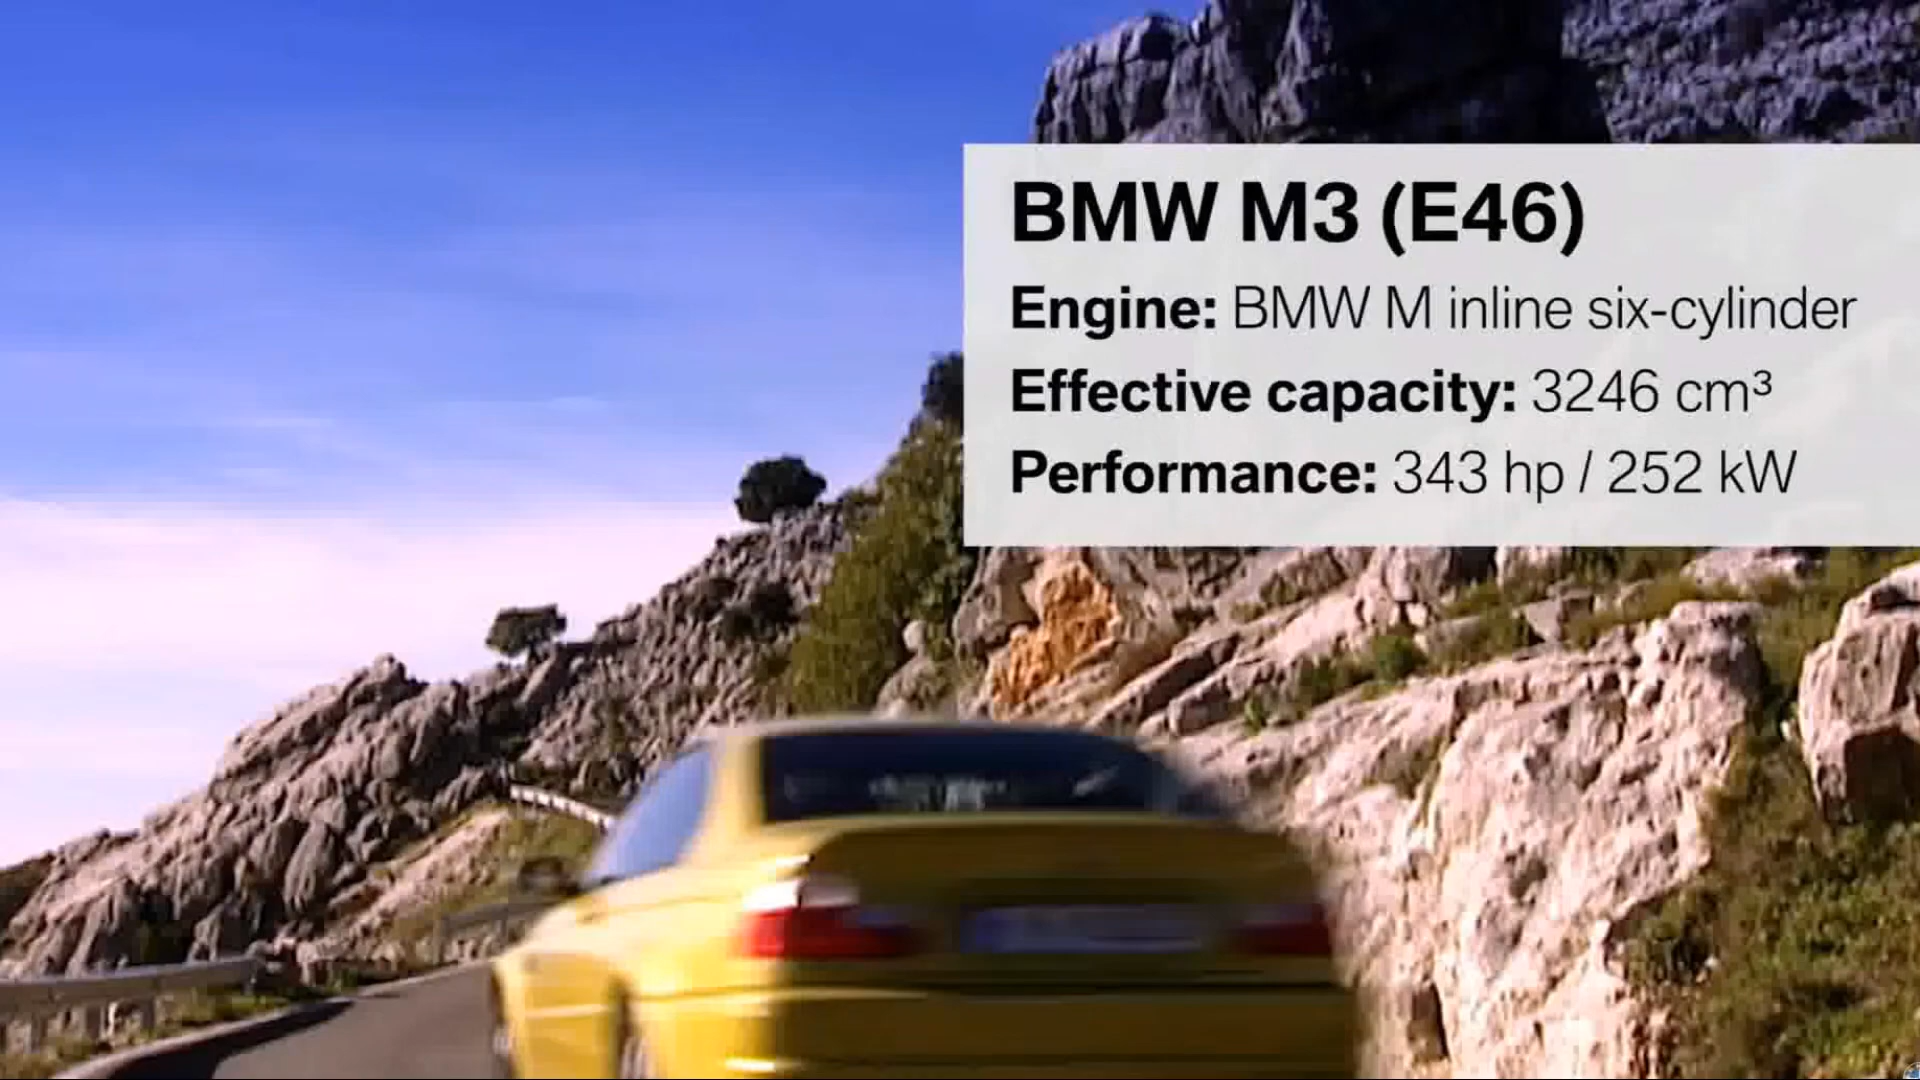 BMW M3 (E46)
Engine: BMW M inline six-cylinder
Effective capacity: 3246 cm³
Performance: 343 hp / 252 kW